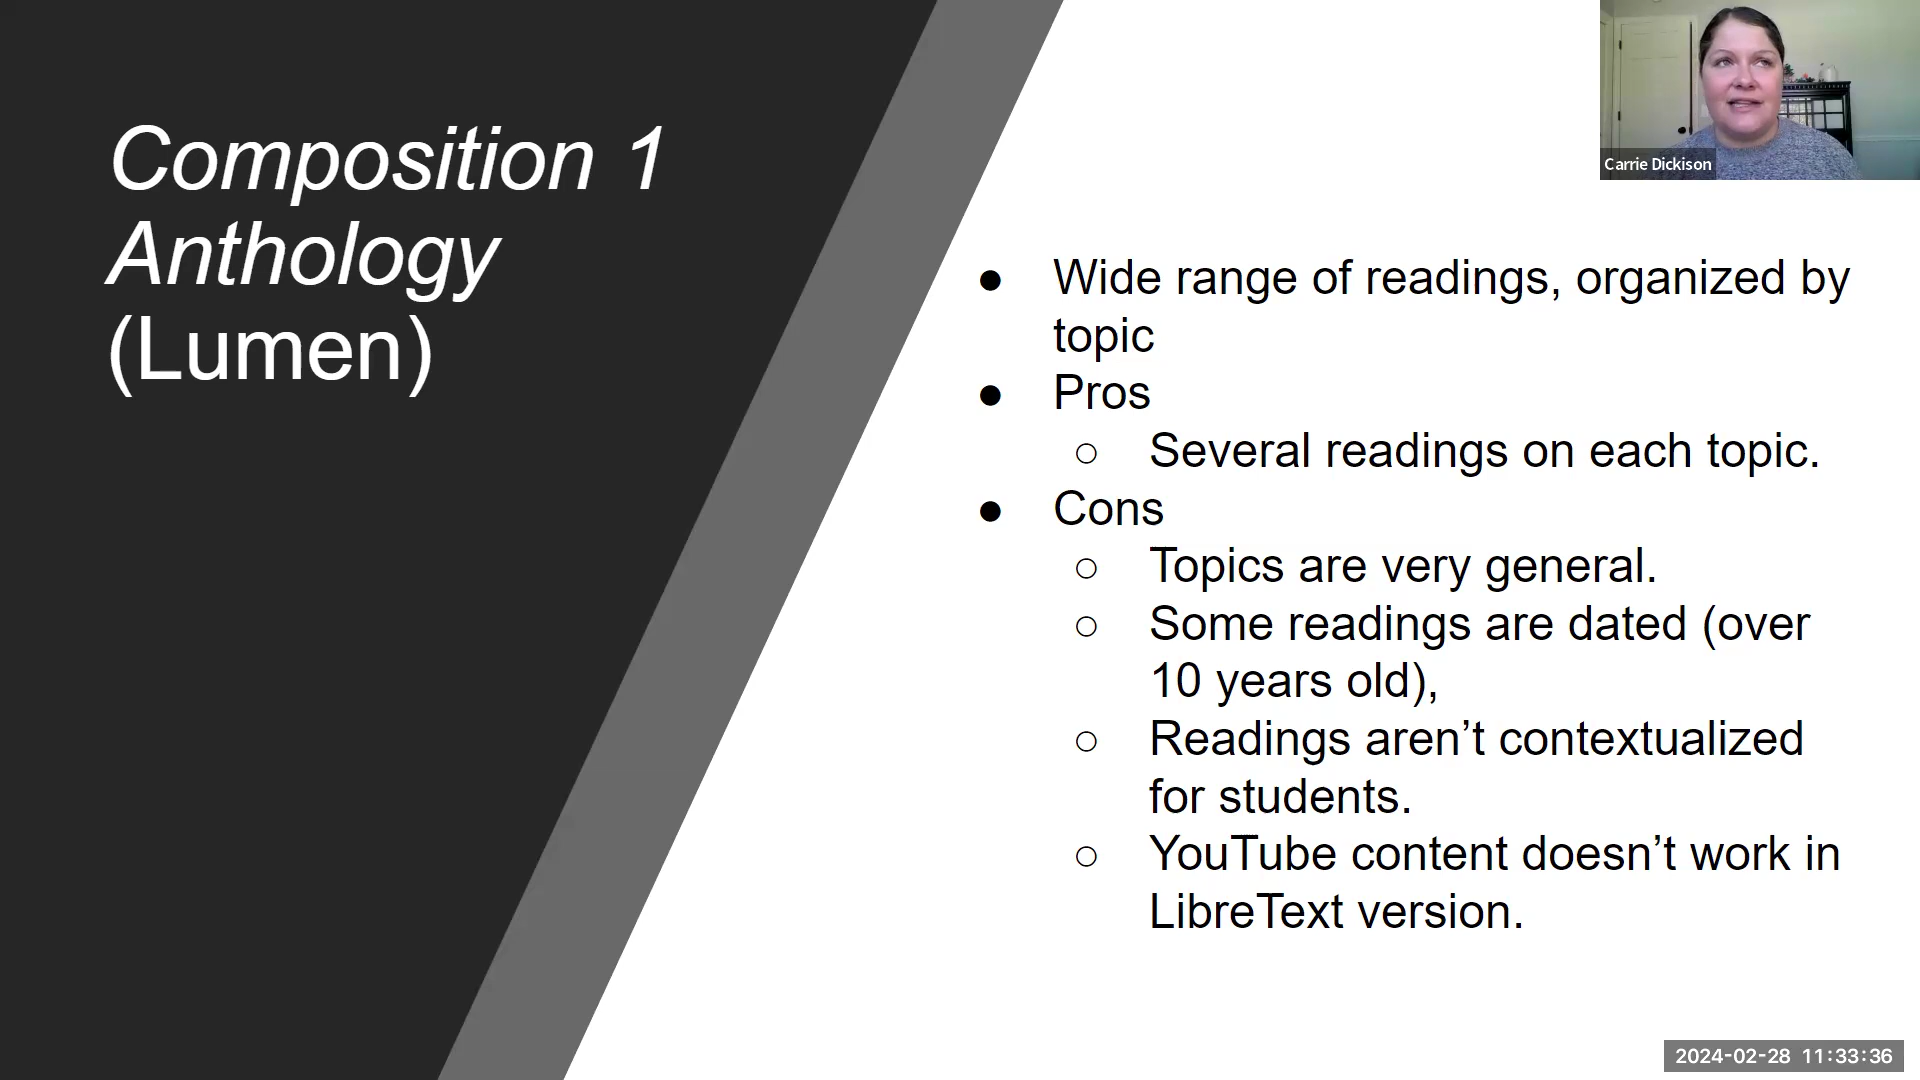 Composition 1
Anthology
(Lumen)
Carrie Dickison
● Wide range of readings, organized by
topic
● Pros
○ Several readings on each topic.
● Cons
○ Topics are very general.
○ Some readings are dated (over
10 years old),
○ Readings aren’t contextualized
for students.
○ YouTube content doesn’t work in
LibreText version.
2024-02-28 11:33:36